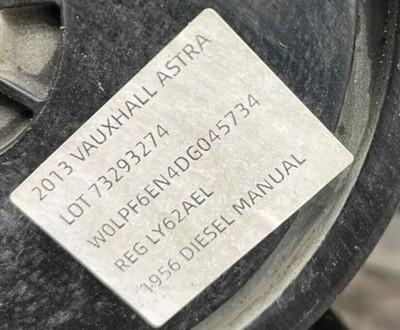 2013 VAUXHALL ASTRA
LOT 73293274
W0LPF6EN4DG045734
REG LY62AEL
1956 DIESEL MANUAL